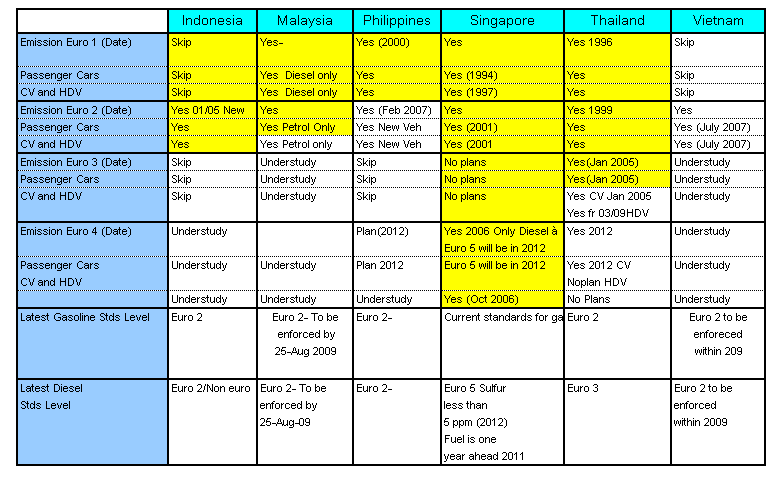 Indonesia Malaysia Philippines Singapore Thailand Vietnam
Emission Euro 1 (Date) Skip Yes- Yes (2000) Yes Yes 1996 Skip
Passenger Cars Skip Yes Diesel only Yes Yes (1994) Yes Skip
CV and HDV Skip Yes Diesel only Yes Yes (1997) Yes Skip
Emission Euro 2 (Date) Yes 01/05 New Yes Yes (Feb 2007) Yes Yes 1999 Yes
Passenger Cars Yes Yes Petrol Only Yes New Veh Yes (2001) Yes Yes (July 2007)
CV and HDV Yes Yes Petrol only Yes New Veh Yes (2001 Yes Yes (July 2007)
Emission Euro 3 (Date) Skip Understudy Skip No plans Yes(Jan 2005) Understudy
Passenger Cars Skip Understudy Skip No plans Yes(Jan 2005) Understudy
CV and HDV Skip Understudy Skip No plans Yes CV Jan 2005 Understudy
Yes fr 03/09HDV
Emission Euro 4 (Date) Understudy Plan(2012) Yes 2006 Only Diesel à Yes 2012 Understudy
Euro 5 will be in 2012
Passenger Cars Understudy Understudy Plan 2012 Euro 5 will be in 2012 Yes 2012 CV Understudy
CV and HDV Noplan HDV
Understudy Understudy Understudy Yes (Oct 2006) No Plans Understudy
Latest Gasoline Stds Level Euro 2 Euro 2- To be Euro 2- Current standards for ga Euro 2 Euro 2 to be
enforced by enforeced
25-Aug 2009 within 209
Latest Diesel Euro 2/Non euro Euro 2- To be Euro 2- Euro 5 Sulfur Euro 3 Euro 2 to be
Stds Level enforced by less than enforced
25-Aug-09 5 ppm (2012) within 2009
Fuel is one
year ahead 2011